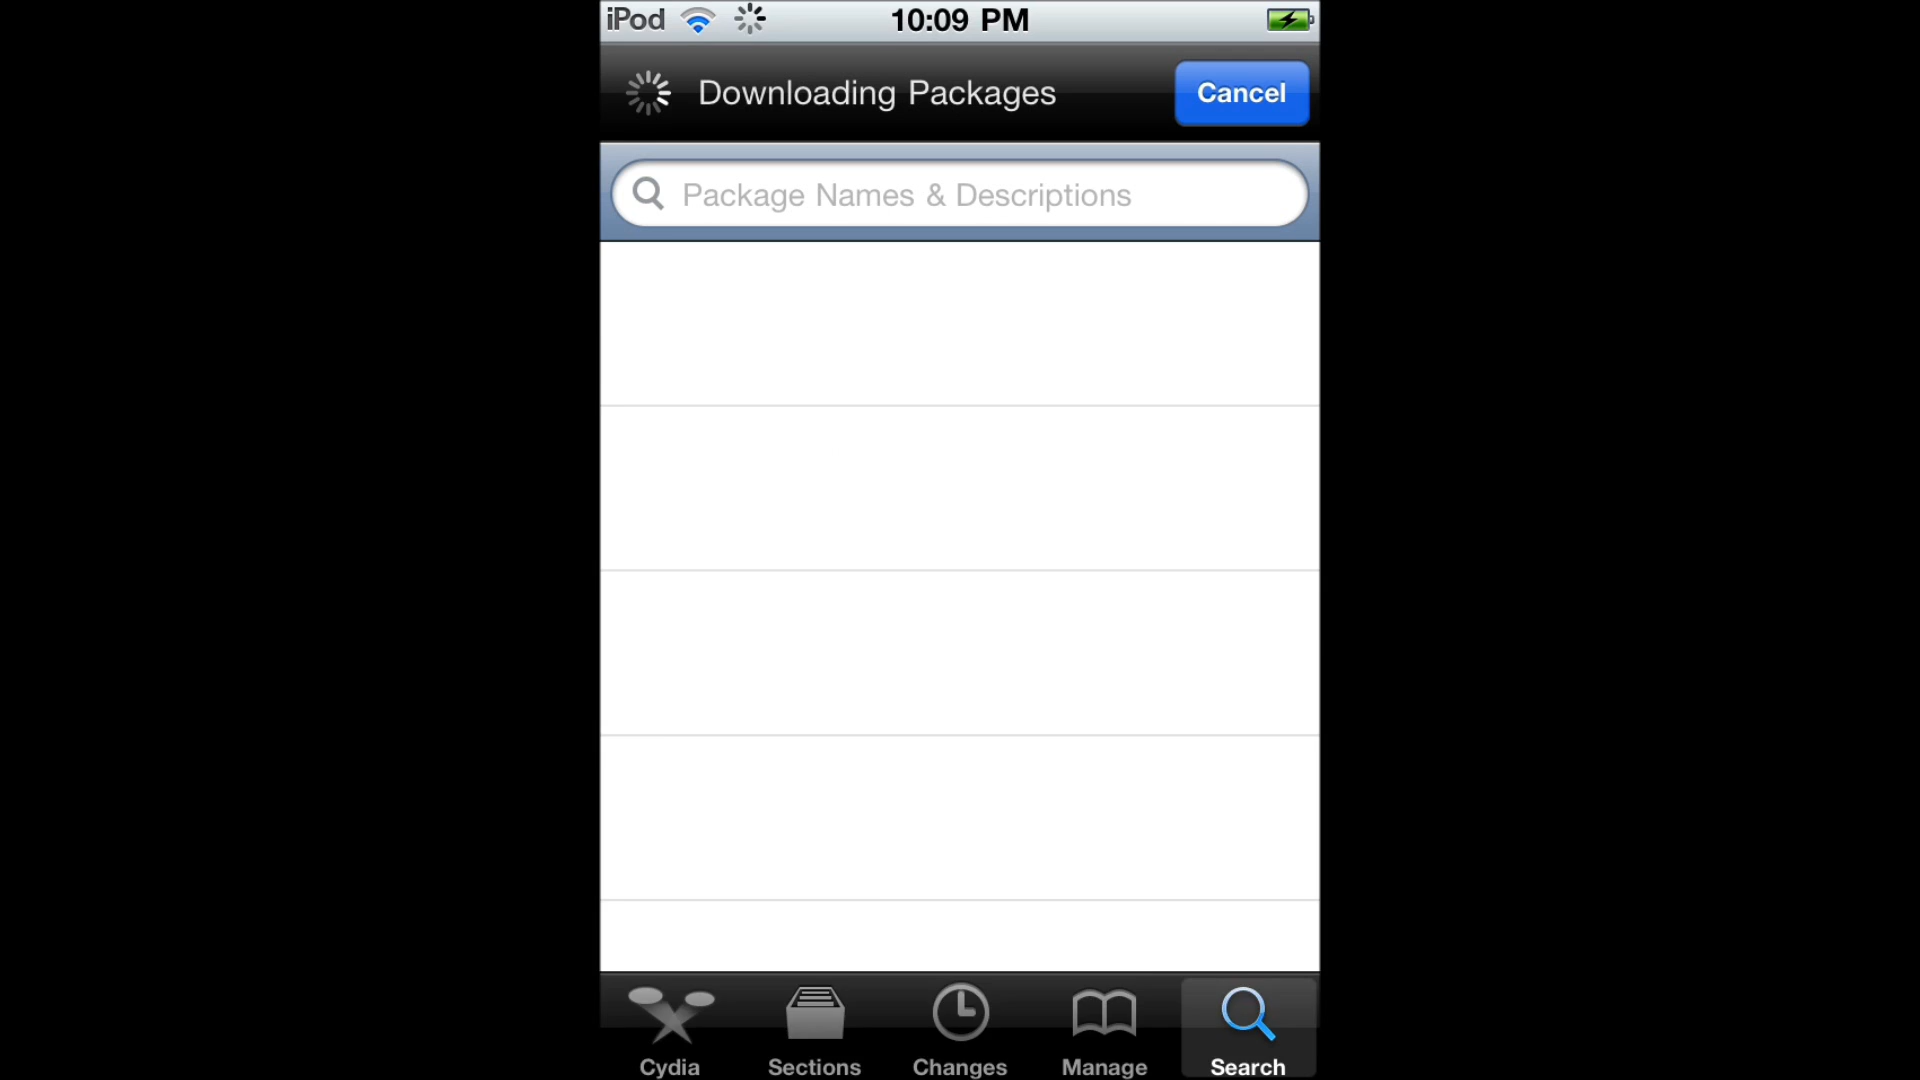 iPod 10:09 PM
Downloading Packages Cancel
Package Names & Descriptions
Cydia Sections Changes Manage Search